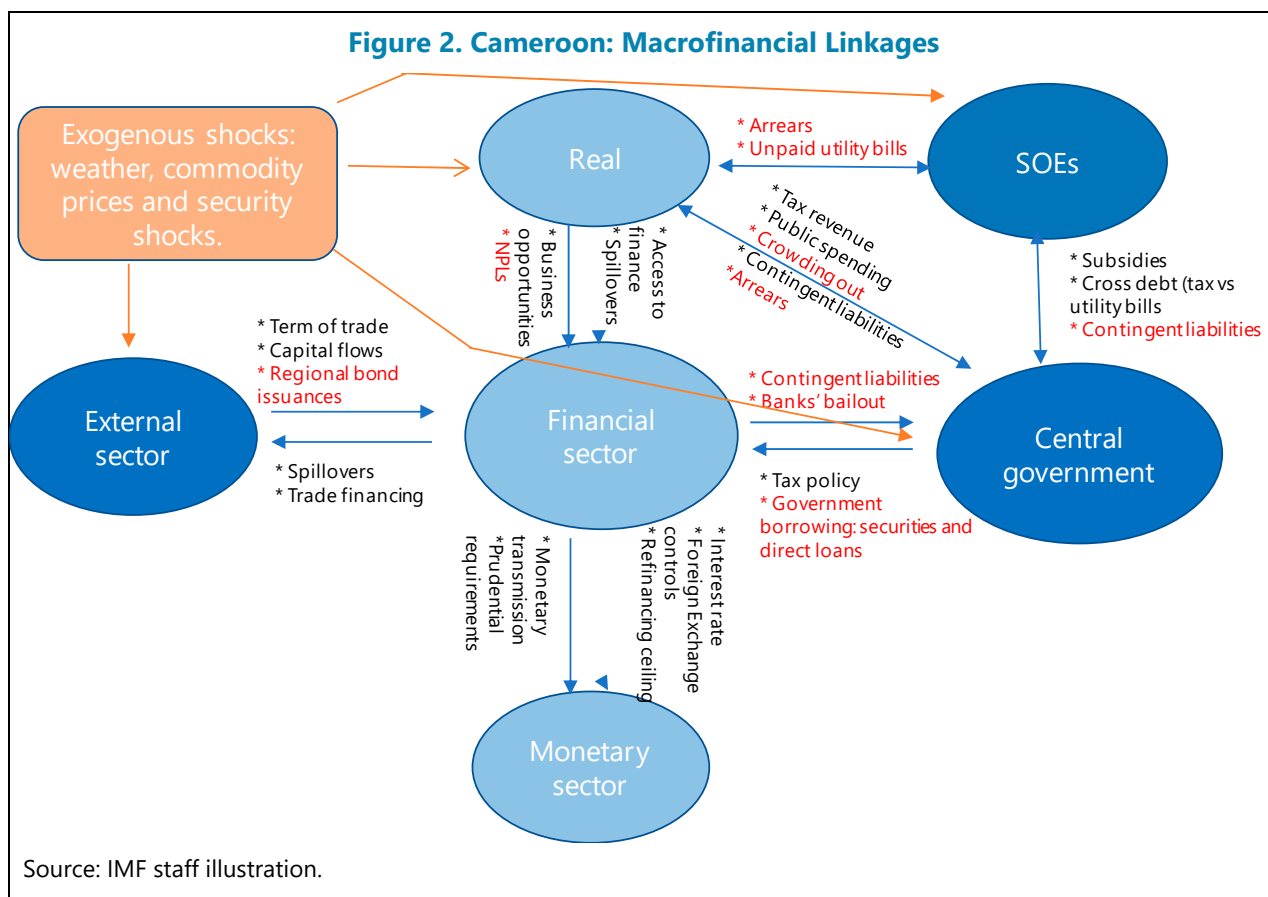 Figure 2. Cameroon: Macrofinancial Linkages
Exogenous shocks:
weather, commodity
prices and security
shocks.
Real
* Arrears
* Unpaid utility bills
SOEs
* Tax revenue
* Public spending
* Crowding out
* Contingent liabilities
*Arrears
* Access to
finance
* Spillovers
* Business
opportunities
* NPLs
* Subsidies
* Cross debt (tax vs
utility bills
* Contingent liabilities
* Term of trade
* Capital flows
* Regional bond
issuances
External
sector
* Spillovers
* Trade financing
Financial
sector
* Contingent liabilities
* Banks' bailout
Central
government
* Tax policy
* Government
borrowing: securities and
direct loans
* Interest rate
* Foreign Exchange
controls
* Refinancing ceiling
* Monetary
transmission
*Prudential
requirements
Monetary
sector
Source: IMF staff illustration.